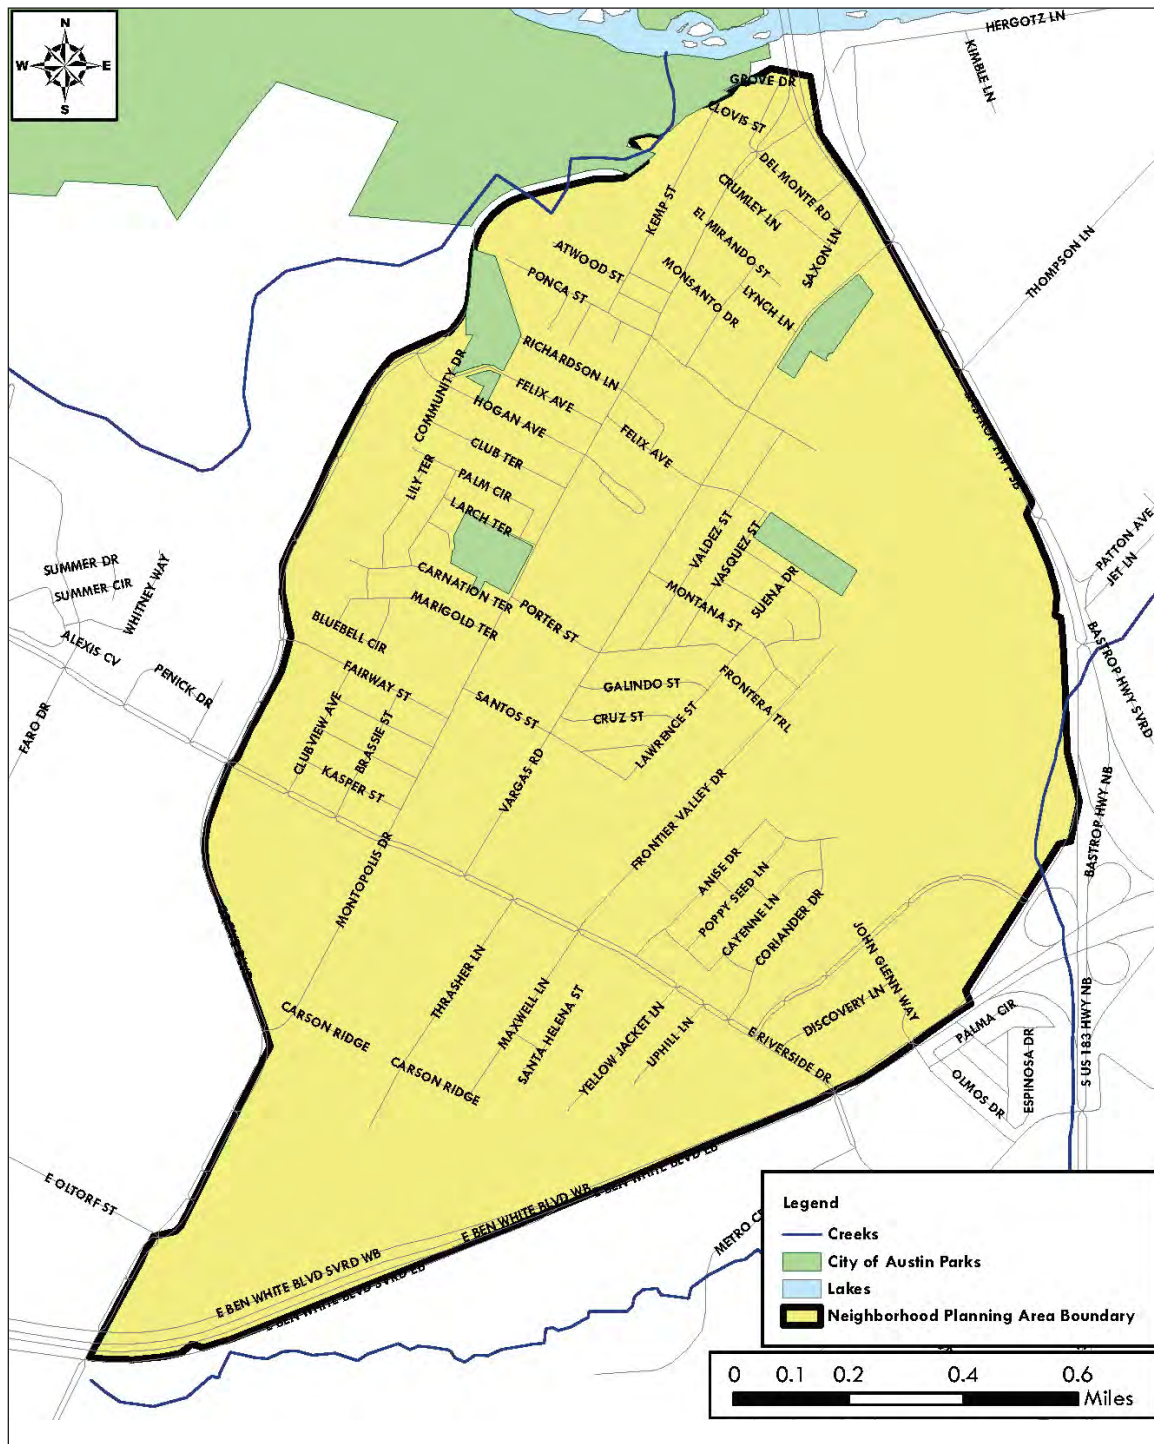 N
W E
S
HERGOTZ LN
KIMBLE LN
GROVE DR
CLOVIS ST
DEL MONTE RD
CRUMLEY LN
KEMP ST
EL MIRANDO ST
SAXON LN
THOMPSON LN
ATWOOD ST
MONSANTO DR
PONCA ST
LYNCH LN
RICHARDSON LN
COMMUNITY DR
FELIX AVE
HOGAN AVE
FELIX AVE
CLUB TER
LILY TER
PALM CIR
LARCH TER
VALDEZ ST
VASQUEZ ST
PATTON AVE
JET LN
SUMMER DR
SUMMER CIR
WHITNEY WAY
CARNATION TER
MARIGOLD TER
PORTER ST
MONTANA ST
SUENA DR
BLUEBELL CIR
ALEXIS CV
PENICK DR
FAIRWAY ST
GALINDO ST
FRONTERA TRL
BASTROP HWY SVRD
FARO DR
CLUBVIEW AVE
BRASSIE ST
SANTOS ST
CRUZ ST
LAWRENCE ST
KASPER ST
VARGAS RD
FRONTIER VALLEY DR
BASTROP HWY NB
MONTOPOLIS DR
ANISE DR
POPPY SEED LN
CAYENNE LN
CORIANDER DR
JOHN GLENN WAY
THRASHER LN
MAXWELL LN
SANTA HELENA ST
CARSON RIDGE
CARSON RIDGE
YELLOW JACKET LN
UPHILL LN
E RIVERSIDE DR
DISCOVERY LN
PALMA CIR
OLMOS DR
ESPINOSA DR
S US 183 HWY NB
E OLTORF ST
E BEN WHITE BLVD EB
E BEN WHITE BLVD WB
E BEN WHITE BLVD SVRD WB
E BEN WHITE BLVD SVRD EB
Legend
Creeks
City of Austin Parks
Lakes
Neighborhood Planning Area Boundary
0 0.1 0.2 0.4 0.6
Miles